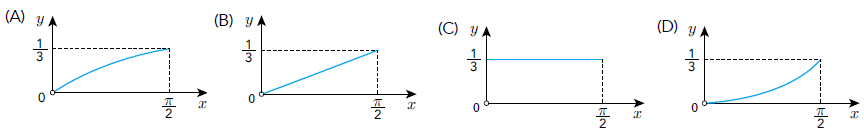 (A) y 1/3 0 π/2 x
(B) y 1/3 0 π/2 x
(C) y 1/3 0 π/2 x
(D) y 1/3 0 π/2 x